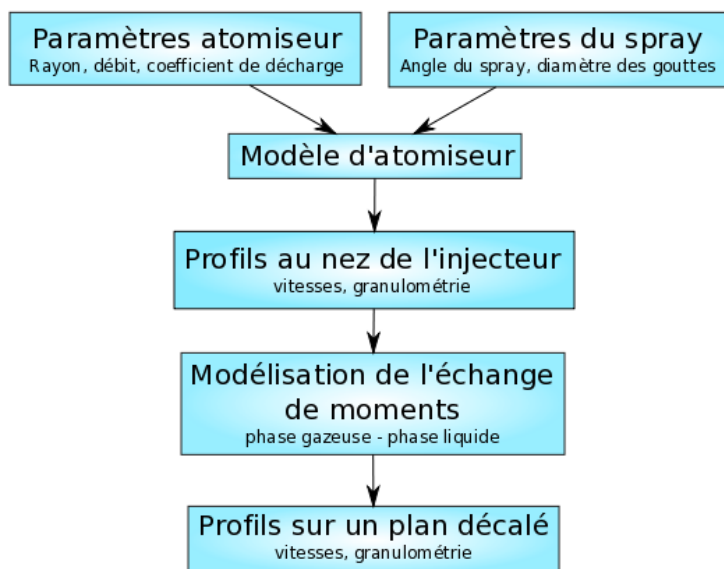 Paramètres atomiseur
Rayon, débit, coefficient de décharge
Paramètres du spray
Angle du spray, diamètre des gouttes
Modèle d'atomiseur
Profils au nez de l'injecteur
vitesses, granulométrie
Modélisation de l'échange
de moments
phase gazeuse - phase liquide
Profils sur un plan décalé
vitesses, granulométrie